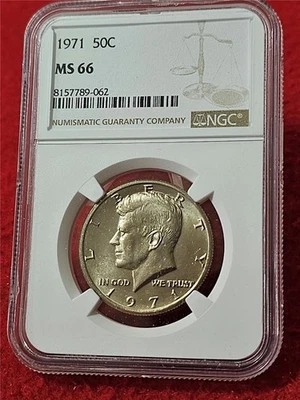 1971 50C
MS 66
8157789-062
NUMISMATIC GUARANTY COMPANY
NGC
LIBERTY
IN GOD WE TRUST
1971